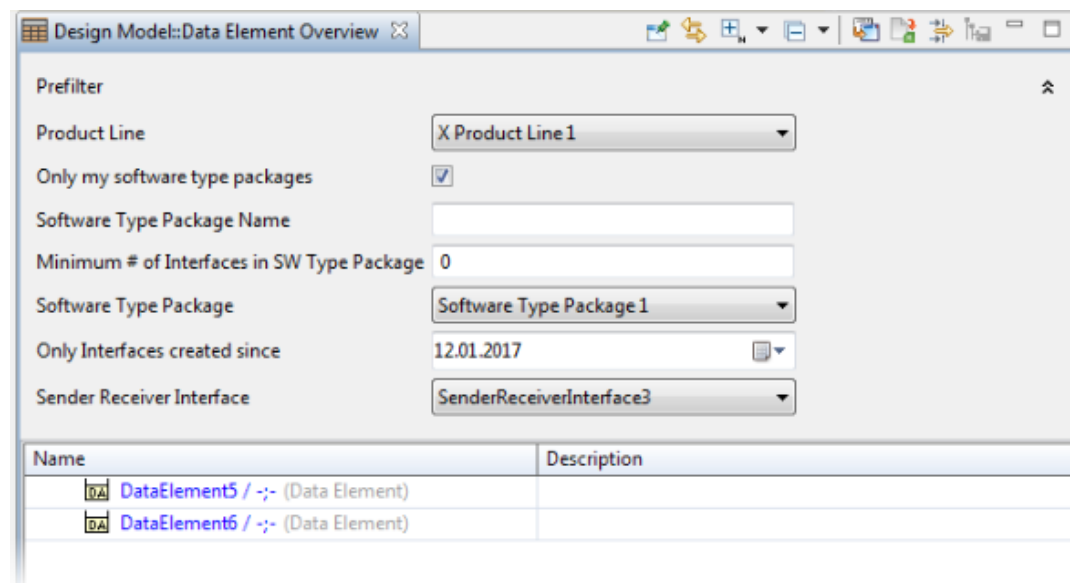 Design Model::Data Element Overview
Prefilter
Product Line X Product Line 1
Only my software type packages
Software Type Package Name
Minimum # of Interfaces in SW Type Package 0
Software Type Package Software Type Package 1
Only Interfaces created since 12.01.2017
Sender Receiver Interface SenderReceiverInterface3
Name Description
DA DataElement5 / -;- (Data Element)
DA DataElement6 / -;- (Data Element)